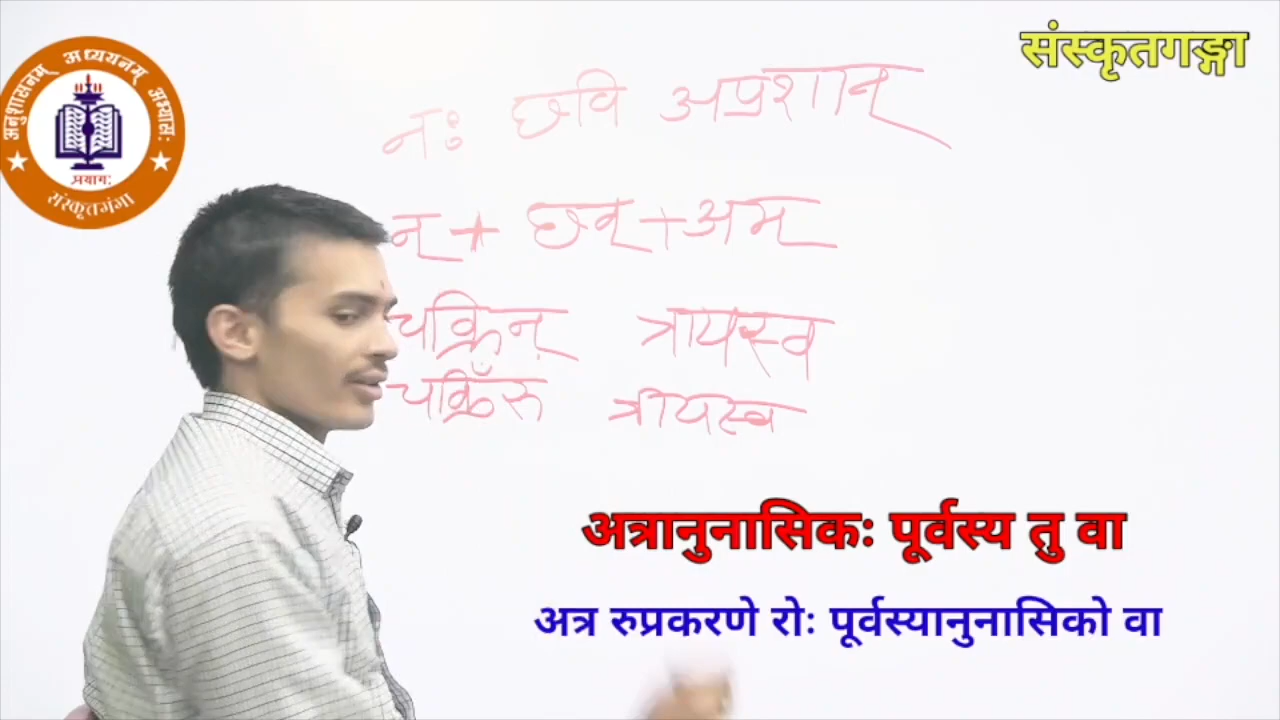 संस्कृतगङ्गा
अनुशासनम् अध्ययनम् अभ्यासः
प्रयागः
संस्कृतगंगा
नः छवि अप्रशान्
न् + छव् + अम्
चक्रिन् त्रायस्व
चक्रिँरु त्रायस्व
अत्रानुनासिकः पूर्वस्य तु वा
अत्र रुप्रकरणे रोः पूर्वस्यानुनासिको वा